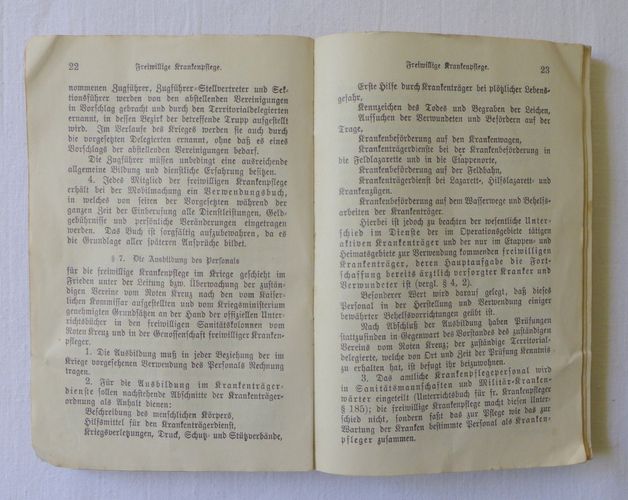 22 Freiwillige Krankenpflege.
nommenen Zugführer, Zugführer-Stellvertreter und Sek-
tionsführer werden von den abstellenden Vereinigungen
in Vorschlag gebracht und durch den Territorialdelegierten
ernannt, in dessen Bezirk der betreffende Trupp aufgestellt
wird. Im Verlaufe des Krieges werden sie auch durch
die vorgesetzten Delegierten ernannt, ohne daß es eines
Vorschlags der abstellenden Vereinigungen bedarf.
Die Zugführer müssen unbedingt eine ausreichende
allgemeine Bildung und dienstliche Erfahrung besitzen.
4. Jedes Mitglied der freiwilligen Krankenpflege
erhält bei der Mobilmachung ein Verwendungsbuch,
in welches von seiten der Vorgesetzten während der
ganzen Zeit der Einberufung alle Dienstleistungen, Geld-
gebührnisse und persönliche Veränderungen eingetragen
werden. Das Buch ist sorgfältig aufzubewahren, da es
die Grundlage aller späteren Ansprüche bildet.
§ 7. Die Ausbildung des Personals
für die freiwillige Krankenpflege im Kriege geschieht im
Frieden unter der Leitung bzw. Überwachung der zustän-
digen Vereine vom Roten Kreuz nach den vom Kaiser-
lichen Kommissar aufgestellten und vom Kriegsministerium
genehmigten Grundsätzen an der Hand der offiziellen Unter-
richtsbücher in den freiwilligen Sanitätskolonnen vom
Roten Kreuz und in der Genossenschaft freiwilliger Kranken-
pfleger.
1. Die Ausbildung muß in jeder Beziehung der im
Kriege vorgesehenen Verwendung des Personals Rechnung
tragen.
2. Für die Ausbildung im Krankenträger-
dienste sollen nachstehende Abschnitte der Krankenträger-
ordnung als Anhalt dienen:
Beschreibung des menschlichen Körpers,
Hilfsmittel für den Krankenträgerdienst,
Kriegsverletzungen, Druck, Schutz- und Stützverbände,
Freiwillige Krankenpflege. 23
Erste Hilfe durch Krankenträger bei plötzlicher Lebens-
gefahr,
Kennzeichen des Todes und Begraben der Leichen,
Aufsuchen der Verwundeten und Befördern auf der
Trage,
Krankenbeförderung auf den Krankenwagen,
Krankenträgerdienste bei der Krankenbeförderung in
die Feldlazarette und in die Etappenorte,
Krankenbeförderung auf der Feldbahn,
Krankenträgerdienst bei Lazarett-, Hilfslazarett- und
Krankenzügen.
Krankenbeförderung auf dem Wasserwege und Behelfs-
arbeiten der Krankenträger.
Hierbei ist jedoch zu beachten der wesentliche Unter-
schied im Dienste der im Operationsgebiete tätigen
aktiven Krankenträger und der nur im Etappen- und
Heimatsgebiete zur Verwendung kommenden freiwilligen
Krankenträger, deren Hauptaufgabe die Fort-
schaffung bereits ärztlich versorgter Kranker und
Verwundeter ist (vergl. § 4, 2).
Besonderer Wert wird darauf gelegt, daß dieses
Personal in der Herstellung und Verwendung einiger
bewährter Behelfsvorrichtungen geübt ist.
Nach Abschluß der Ausbildung haben Prüfungen
stattzufinden in Gegenwart des Vorstandes des zuständigen
Vereins vom Roten Kreuz; der zuständige Territorial-
delegierte, welche von Ort und Zeit der Prüfung Kenntnis
zu erhalten hat, ist befugt ihr beizuwohnen.
3. Das amtliche Krankenpflegepersonal wird
in Sanitätsmannschaften und Militär-Kranken-
wärter eingeteilt (Unterrichtsbuch für fr. Krankenpfleger
§ 185); die freiwillige Krankenpflege macht diesen Unter-
schied nicht, sondern faßt das zur Pflege wie das zur
Wartung der Kranken bestimmte Personal als Kranken-
pfleger zusammen.